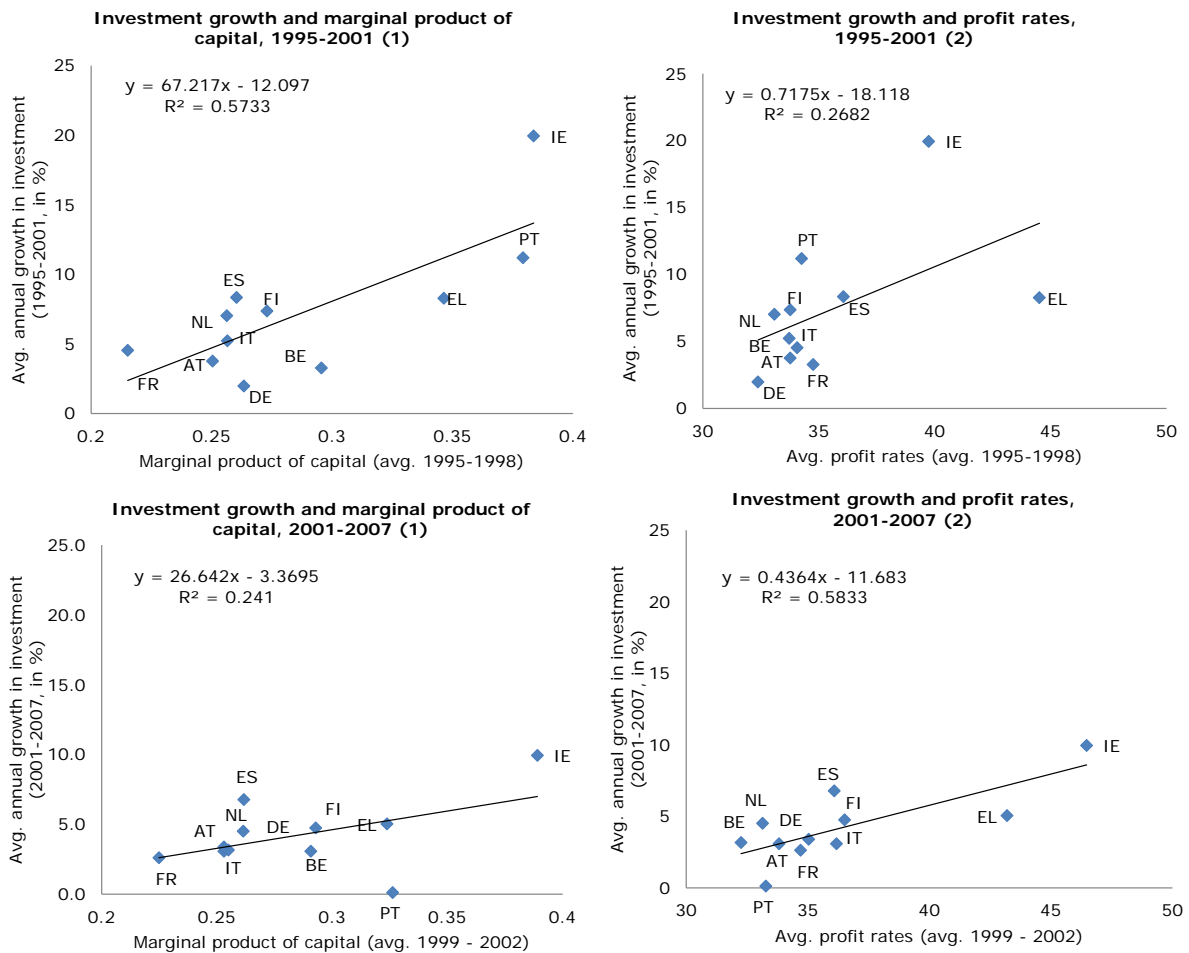 Investment growth and marginal product of
capital, 1995-2001 (1)
Avg. annual growth in investment
(1995-2001, in %)
25
20
15
10
5
0
y = 67.217x - 12.097
R² = 0.5733
IE
PT
ES
FI
EL
NL
IT
AT
BE
FR
DE
0.2
0.25
0.3
0.35
0.4
Marginal product of capital (avg. 1995-1998)
Investment growth and profit rates,
1995-2001 (2)
Avg. annual growth in investment
(1995-2001, in %)
25
20
15
10
5
0
y = 0.7175x - 18.118
R² = 0.2682
IE
PT
FI
ES
EL
NL
IT
BE
AT
FR
DE
30
35
40
45
50
Avg. profit rates (avg. 1995-1998)
Investment growth and marginal product of
capital, 2001-2007 (1)
Avg. annual growth in investment
(2001-2007, in %)
25.0
20.0
15.0
10.0
5.0
0.0
y = 26.642x - 3.3695
R² = 0.241
IE
ES
FI
NL
DE
EL
AT
IT
BE
FR
PT
0.2
0.25
0.3
0.35
0.4
Marginal product of capital (avg. 1999 - 2002)
Investment growth and profit rates,
2001-2007 (2)
Avg. annual growth in investment
(2001-2007, in %)
25
20
15
10
5
0
y = 0.4364x - 11.683
R² = 0.5833
IE
ES
NL
FI
BE
DE
EL
IT
AT
FR
PT
30
35
40
45
50
Avg. profit rates (avg. 1999 - 2002)